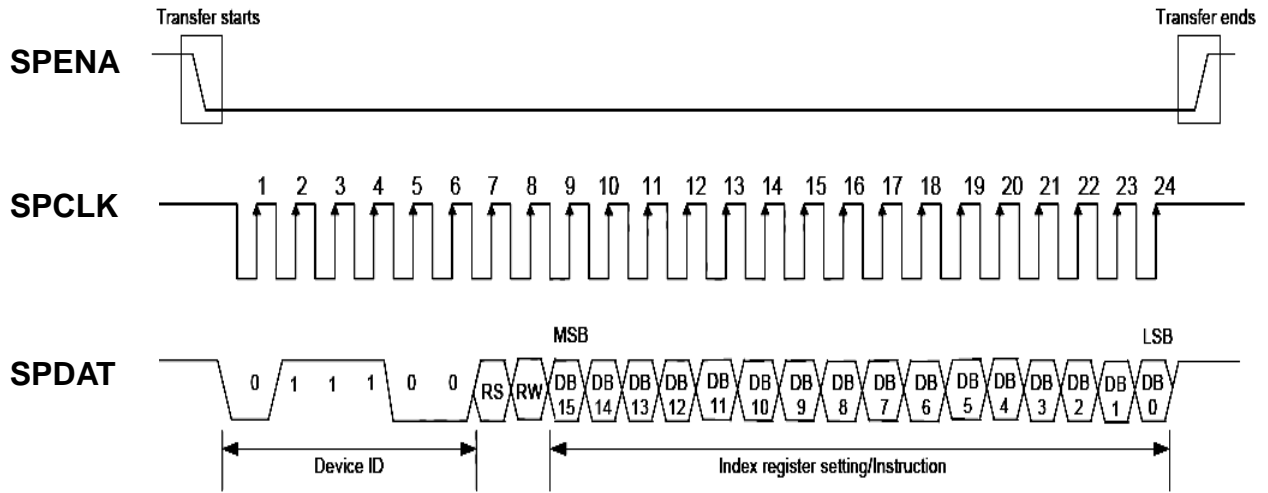 Transfer starts Transfer ends
SPENA
1 2 3 4 5 6 7 8 9 10 11 12 13 14 15 16 17 18 19 20 21 22 23 24
SPCLK
MSB LSB
SPDAT
0 1 1 1 0 0 RS RW DB 15 DB 14 DB 13 DB 12 DB 11 DB 10 DB 9 DB 8 DB 7 DB 6 DB 5 DB 4 DB 3 DB 2 DB 1 DB 0
Device ID Index register setting/Instruction